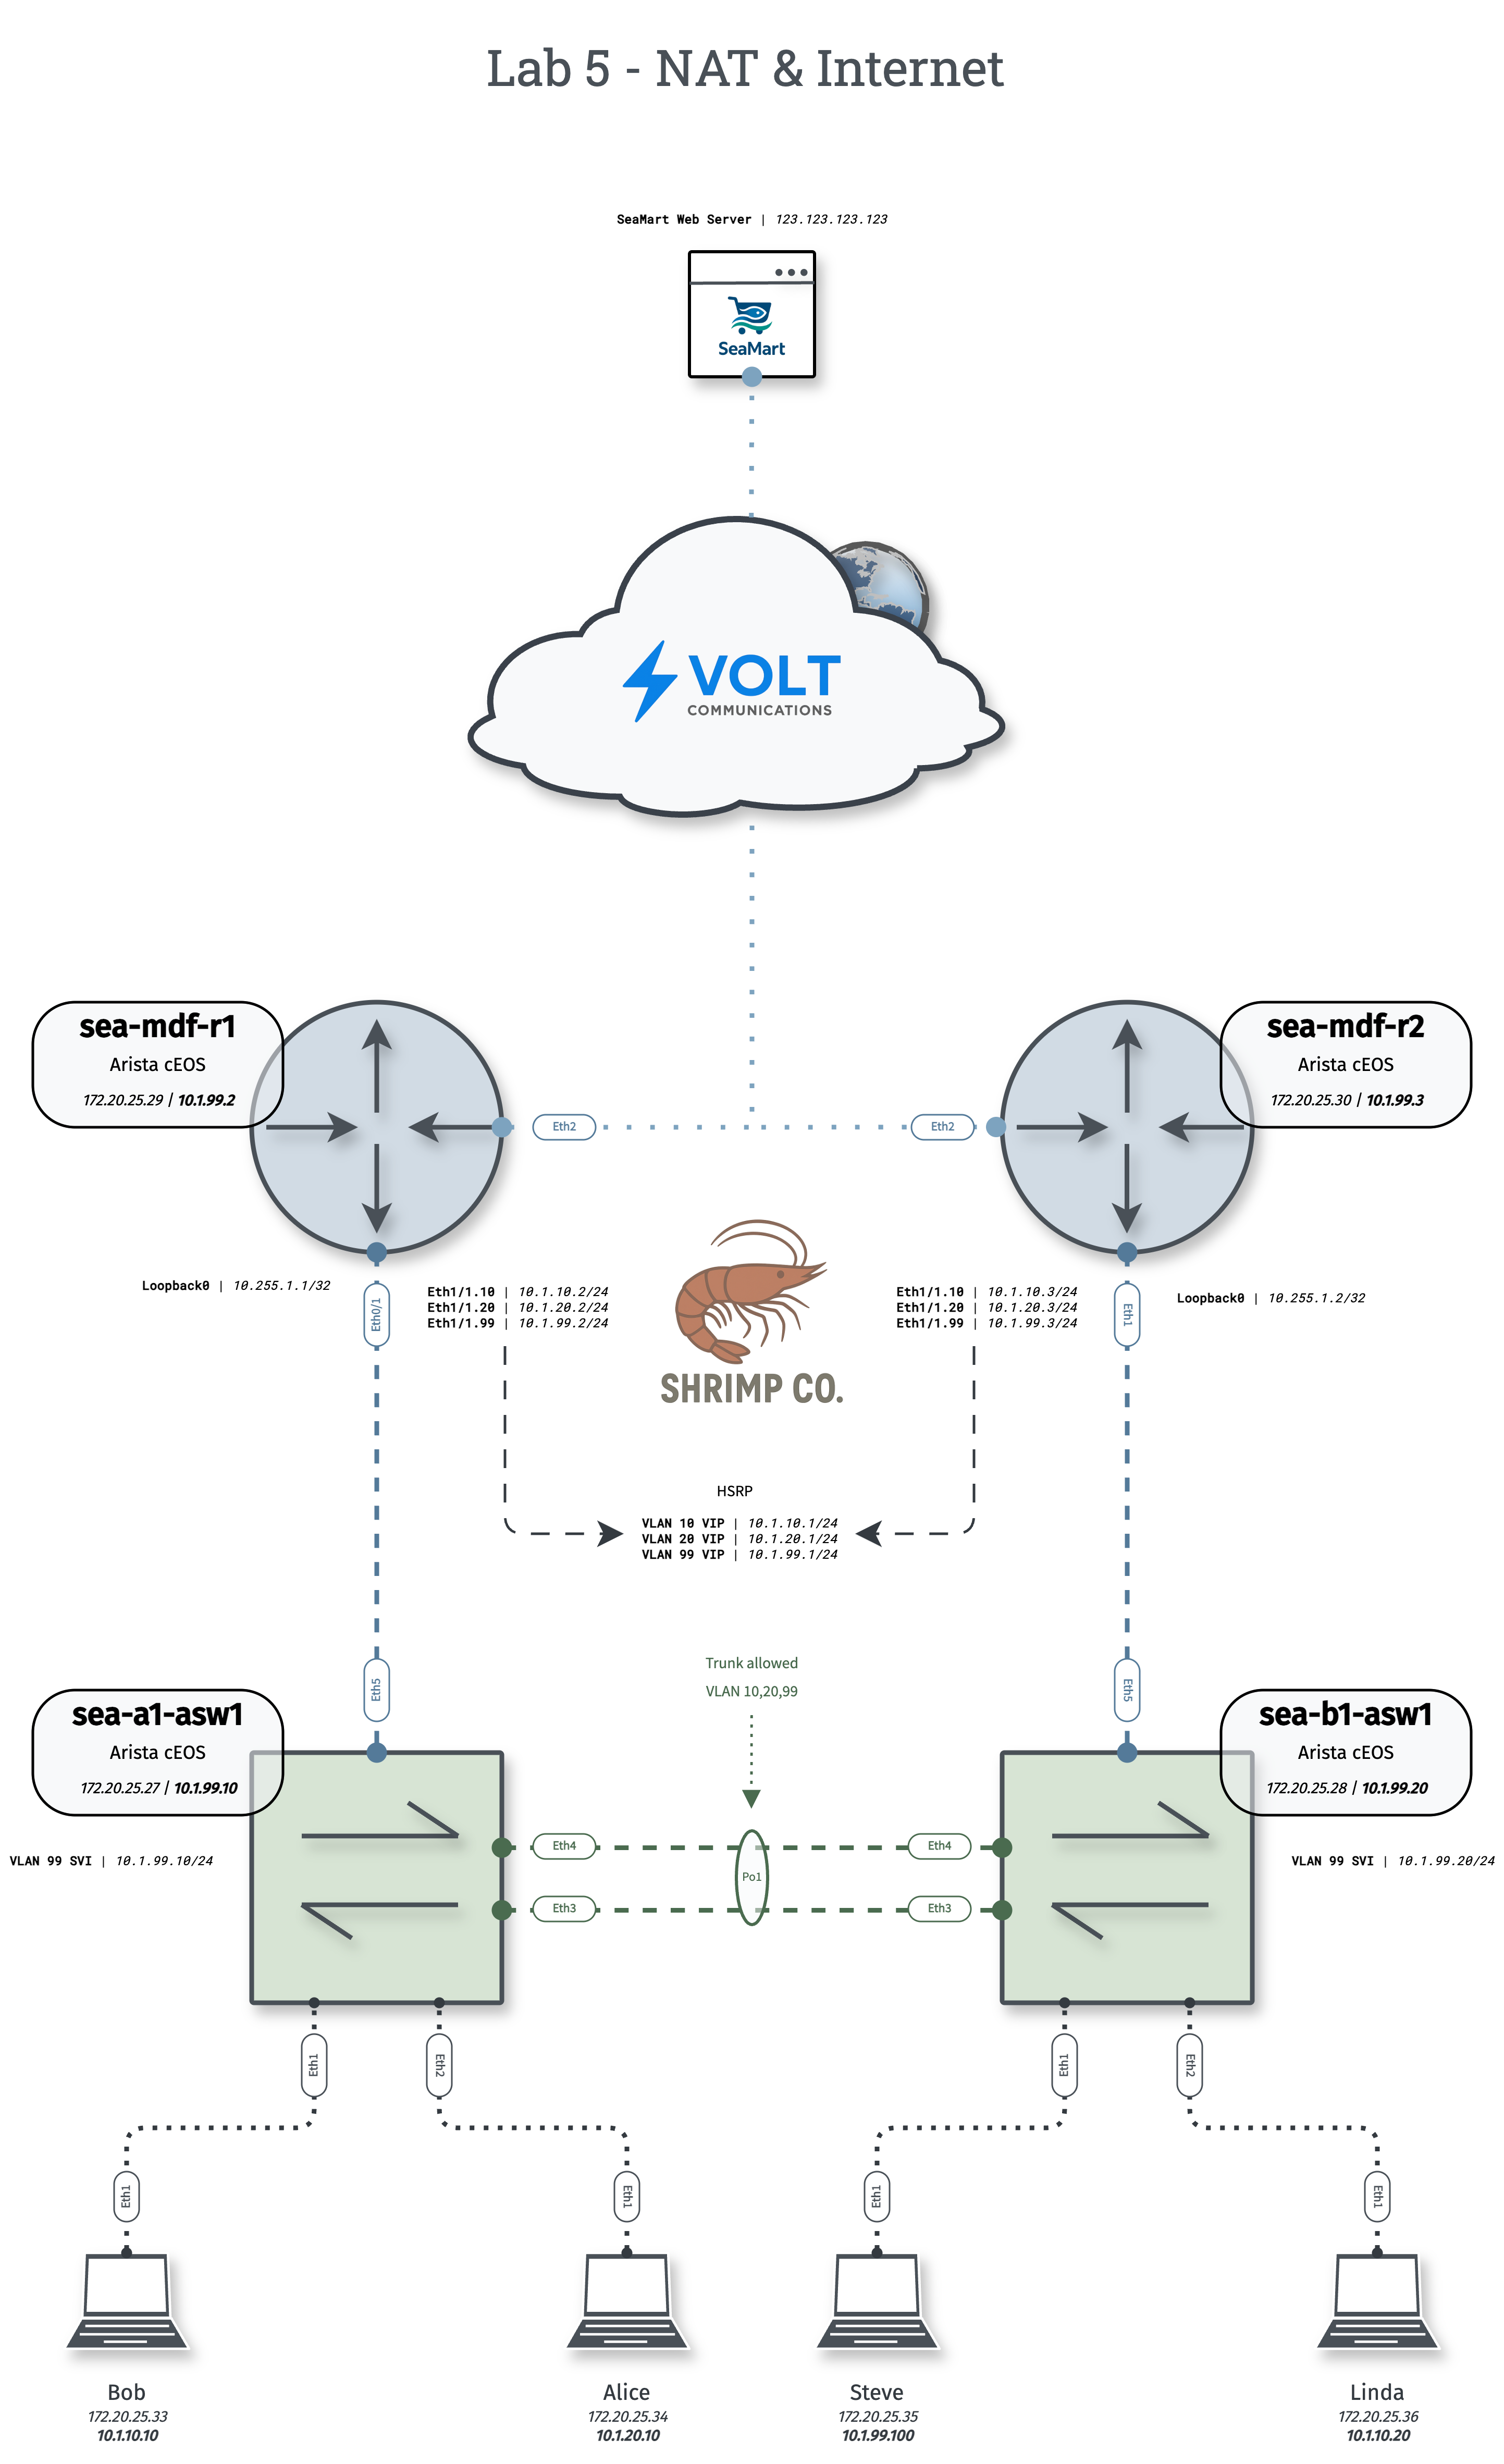 Lab 5 - NAT & Internet
SeaMart Web Server | 123.123.123.123
SeaMart
VOLT
COMMUNICATIONS
sea-mdf-r1
Arista cEOS
172.20.25.29 | 10.1.99.2
sea-mdf-r2
Arista cEOS
172.20.25.30 | 10.1.99.3
Eth2
Eth2
Loopback0 | 10.255.1.1/32
Eth0/1
Eth1/1.10 | 10.1.10.2/24
Eth1/1.20 | 10.1.20.2/24
Eth1/1.99 | 10.1.99.2/24
SHRIMP CO.
Eth1/1.10 | 10.1.10.3/24
Eth1/1.20 | 10.1.20.3/24
Eth1/1.99 | 10.1.99.3/24
Eth1
Loopback0 | 10.255.1.2/32
HSRP
VLAN 10 VIP | 10.1.10.1/24
VLAN 20 VIP | 10.1.20.1/24
VLAN 99 VIP | 10.1.99.1/24
Trunk allowed
VLAN 10,20,99
Eth5
Eth5
sea-a1-asw1
Arista cEOS
172.20.25.27 | 10.1.99.10
sea-b1-asw1
Arista cEOS
172.20.25.28 | 10.1.99.20
VLAN 99 SVI | 10.1.99.10/24
VLAN 99 SVI | 10.1.99.20/24
Eth4
Eth4
Po1
Eth3
Eth3
Eth1
Eth2
Eth1
Eth2
Eth1
Eth1
Eth1
Eth1
Bob
172.20.25.33
10.1.10.10
Alice
172.20.25.34
10.1.20.10
Steve
172.20.25.35
10.1.99.100
Linda
172.20.25.36
10.1.10.20